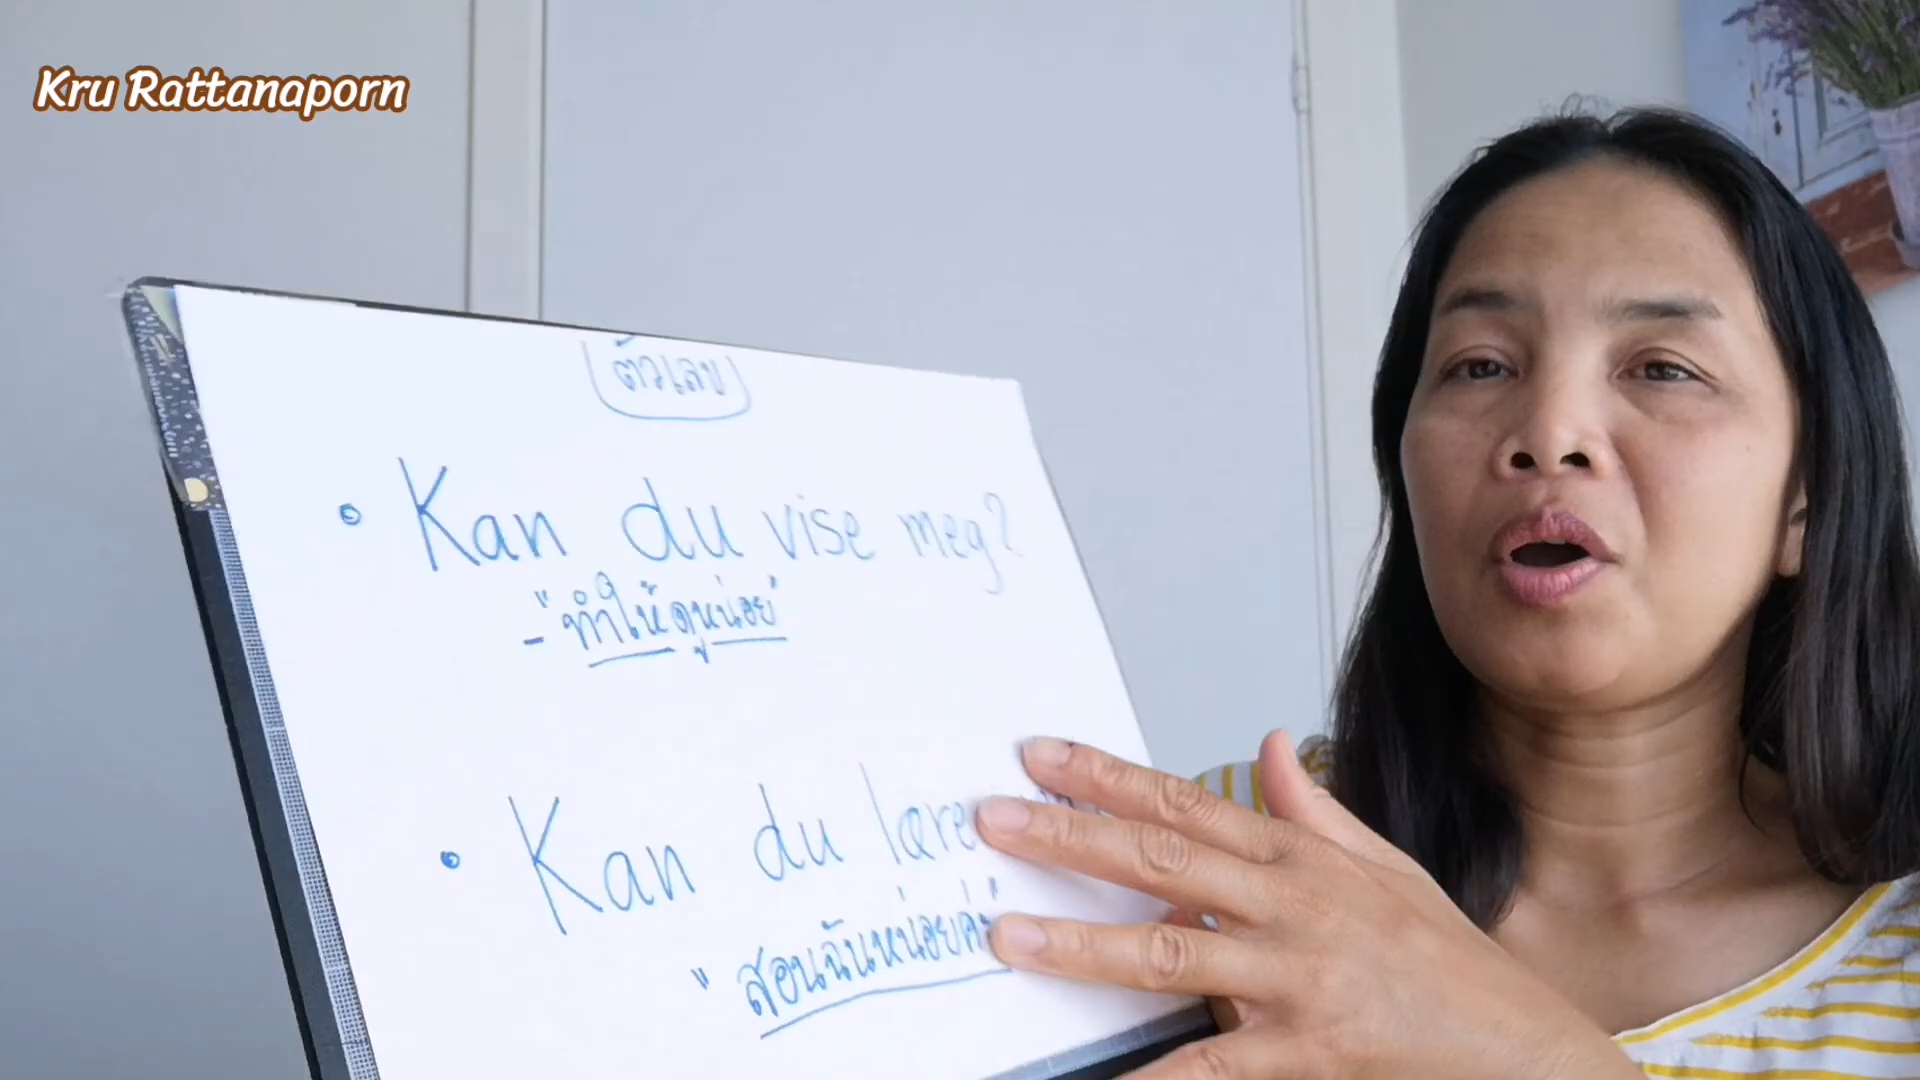 Kru Rattanaporn
ตัวเลข
• Kan du vise meg?
- "ทำให้ดูหน่อย"
• Kan du lære
"สอนฉันหน่อยค่ะ"